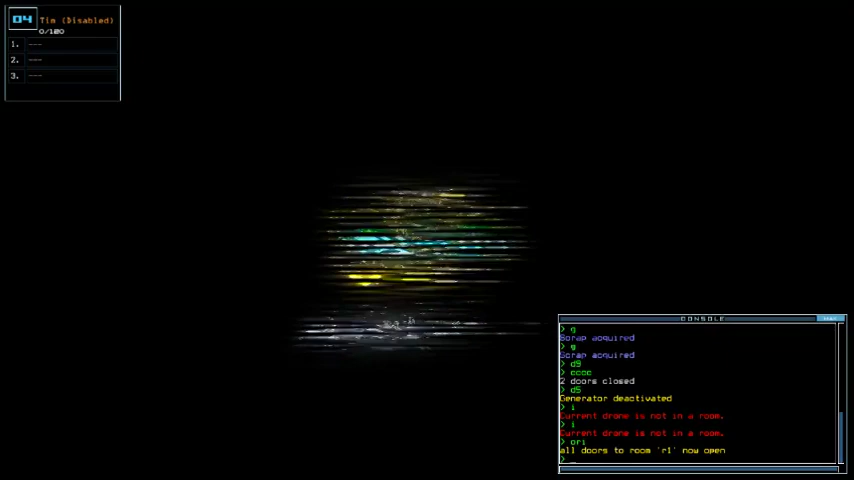 04 Tim (Disabled)
0/100
1. ---
2. ---
3. ---
CONSOLE
> g
Scrap acquired
> g
Scrap acquired
> d9
> cccc
2 doors closed
> d5
Generator deactivated
> i
Current drone is not in a room.
> i
Current drone is not in a room.
> ori
all doors to room 'r1' now open
> _